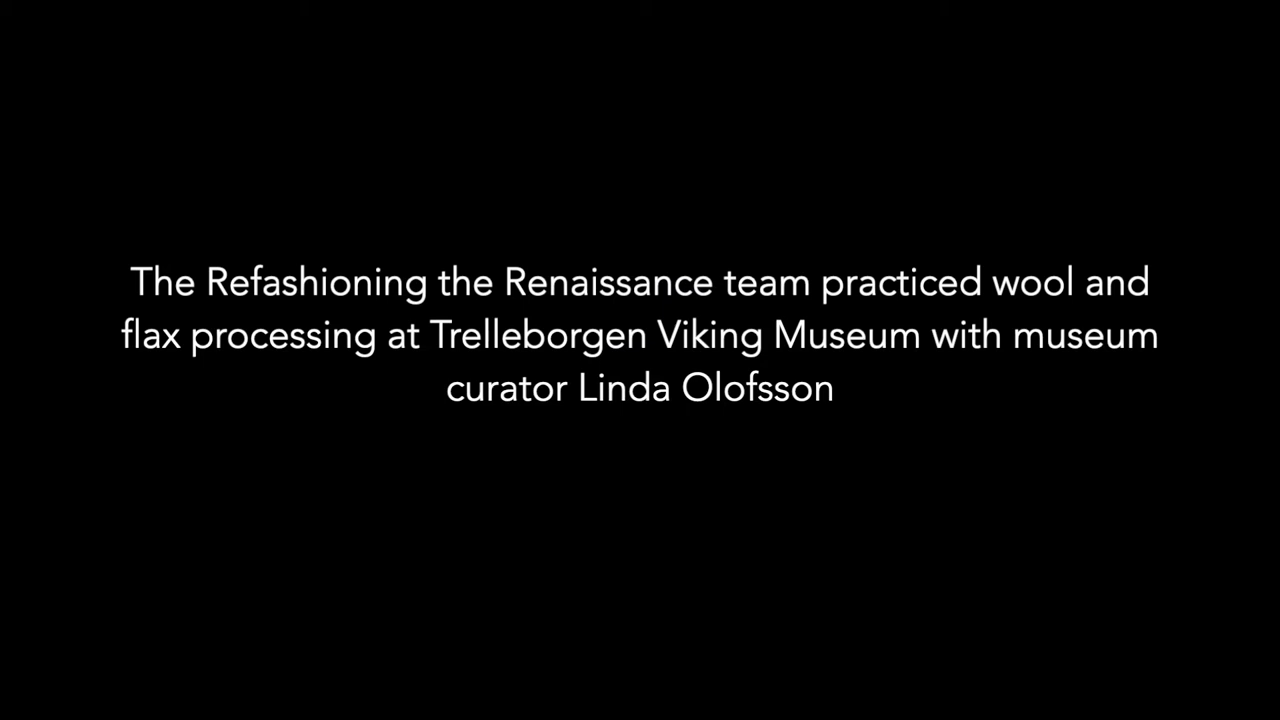 The Refashioning the Renaissance team practiced wool and
flax processing at Trelleborgen Viking Museum with museum
curator Linda Olofsson